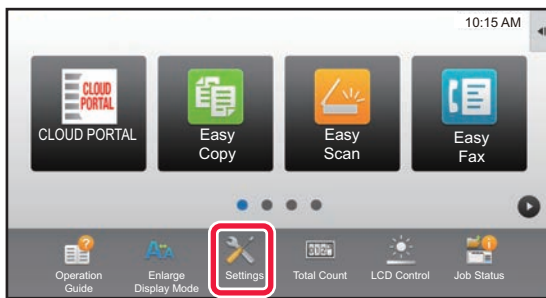 10:15 AM
CLOUD
PORTAL
CLOUD PORTAL
Easy
Copy
Easy
Scan
Easy
Fax
Operation
Guide
Enlarge
Display Mode
Settings
Total Count
LCD Control
Job Status